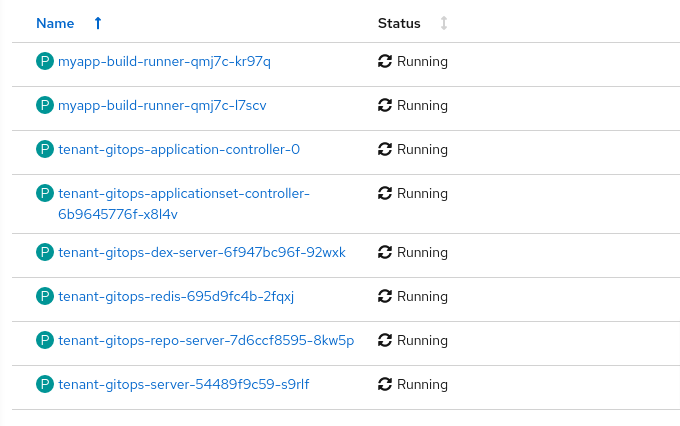 Name Status
P myapp-build-runner-qmj7c-kr97q Running
P myapp-build-runner-qmj7c-l7scv Running
P tenant-gitops-application-controller-0 Running
P tenant-gitops-applicationset-controller- Running
6b9645776f-x8l4v
P tenant-gitops-dex-server-6f947bc96f-92wxk Running
P tenant-gitops-redis-695d9fc4b-2fqxj Running
P tenant-gitops-repo-server-7d6ccf8595-8kw5p Running
P tenant-gitops-server-54489f9c59-s9rlf Running